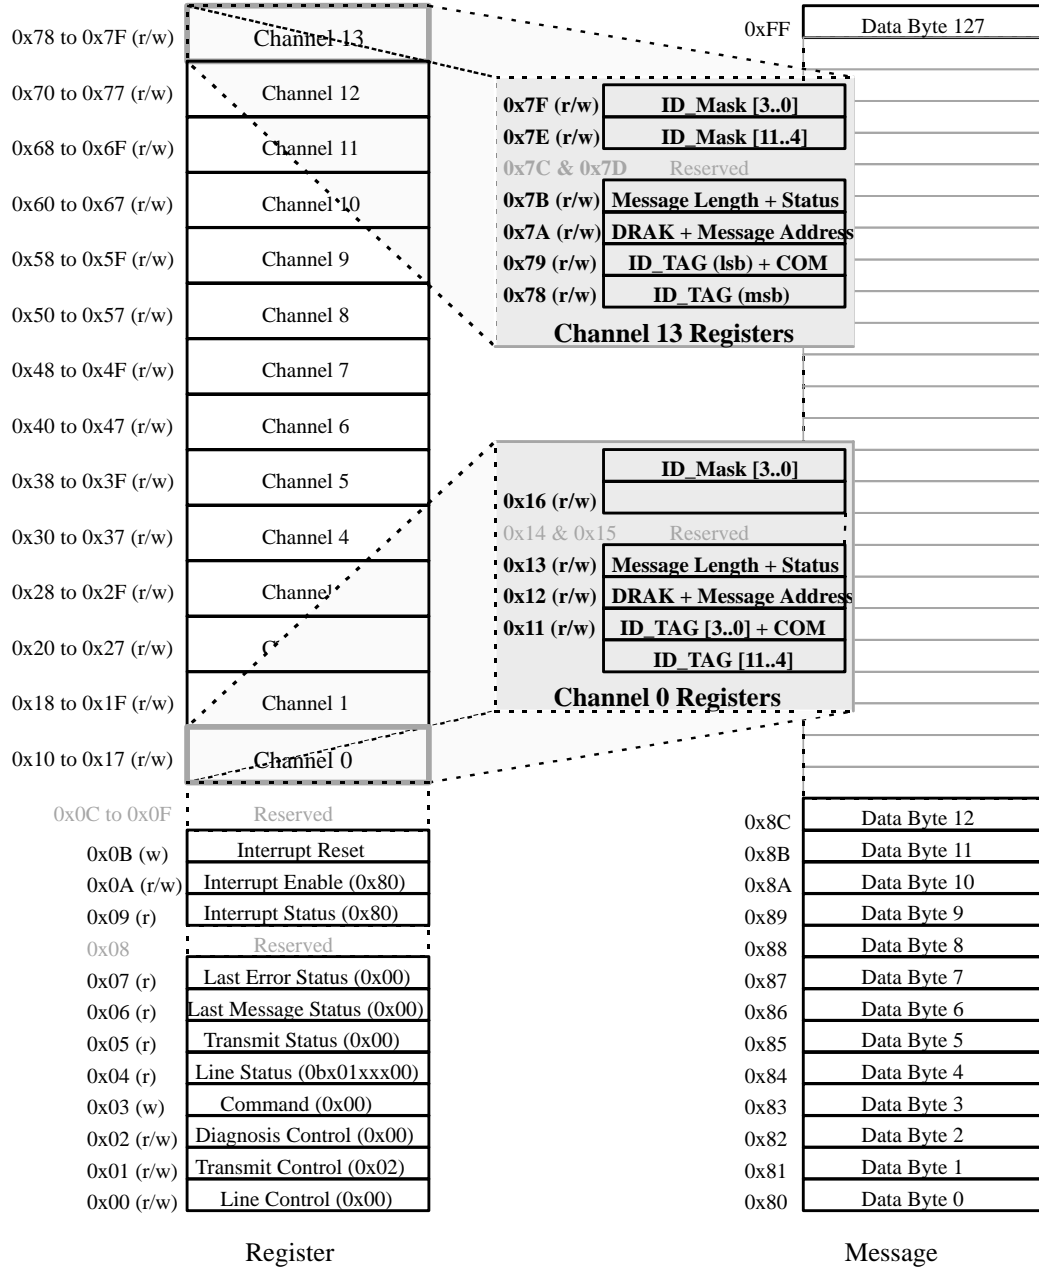 0x78 to 0x7F (r/w) Channel 13
0x70 to 0x77 (r/w) Channel 12
0x68 to 0x6F (r/w) Channel 11
0x60 to 0x67 (r/w) Channel 10
0x58 to 0x5F (r/w) Channel 9
0x50 to 0x57 (r/w) Channel 8
0x48 to 0x4F (r/w) Channel 7
0x40 to 0x47 (r/w) Channel 6
0x38 to 0x3F (r/w) Channel 5
0x30 to 0x37 (r/w) Channel 4
0x28 to 0x2F (r/w) Channel
0x20 to 0x27 (r/w)
0x18 to 0x1F (r/w) Channel 1
0x10 to 0x17 (r/w) Channel 0
0x0C to 0x0F Reserved
0x0B (w) Interrupt Reset
0x0A (r/w) Interrupt Enable (0x80)
0x09 (r) Interrupt Status (0x80)
0x08 Reserved
0x07 (r) Last Error Status (0x00)
0x06 (r) Last Message Status (0x00)
0x05 (r) Transmit Status (0x00)
0x04 (r) Line Status (0bx01xxx00)
0x03 (w) Command (0x00)
0x02 (r/w) Diagnosis Control (0x00)
0x01 (r/w) Transmit Control (0x02)
0x00 (r/w) Line Control (0x00)
Register
0x7F (r/w) ID_Mask [3..0]
0x7E (r/w) ID_Mask [11..4]
0x7C & 0x7D Reserved
0x7B (r/w) Message Length + Status
0x7A (r/w) DRAK + Message Address
0x79 (r/w) ID_TAG (lsb) + COM
0x78 (r/w) ID_TAG (msb)
Channel 13 Registers
ID_Mask [3..0]
0x16 (r/w)
0x14 & 0x15 Reserved
0x13 (r/w) Message Length + Status
0x12 (r/w) DRAK + Message Address
0x11 (r/w) ID_TAG [3..0] + COM
ID_TAG [11..4]
Channel 0 Registers
0xFF Data Byte 127
0x8C Data Byte 12
0x8B Data Byte 11
0x8A Data Byte 10
0x89 Data Byte 9
0x88 Data Byte 8
0x87 Data Byte 7
0x86 Data Byte 6
0x85 Data Byte 5
0x84 Data Byte 4
0x83 Data Byte 3
0x82 Data Byte 2
0x81 Data Byte 1
0x80 Data Byte 0
Message